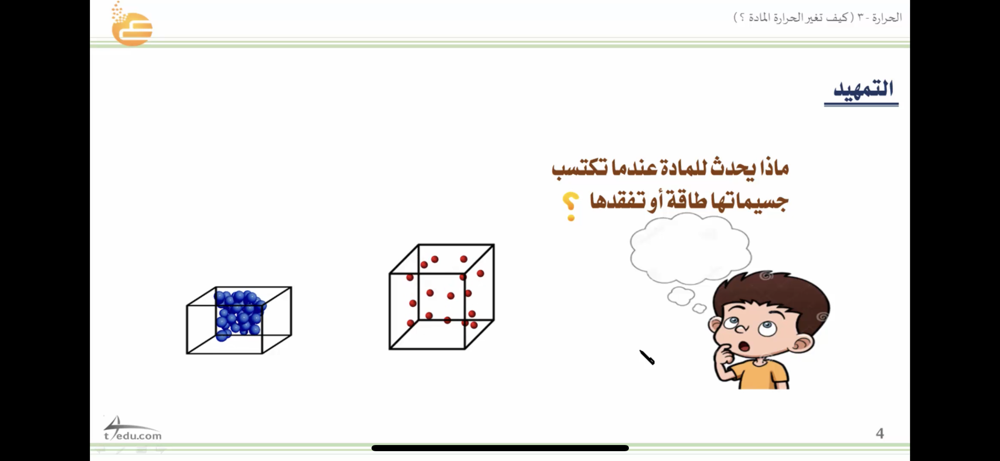 الحرارة - ٣ (كيف تغير الحرارة المادة ؟)
التمهيد
ماذا يحدث للمادة عندما تكتسب
جسيماتها طاقة أو تفقدها ؟
t4edu.com
4